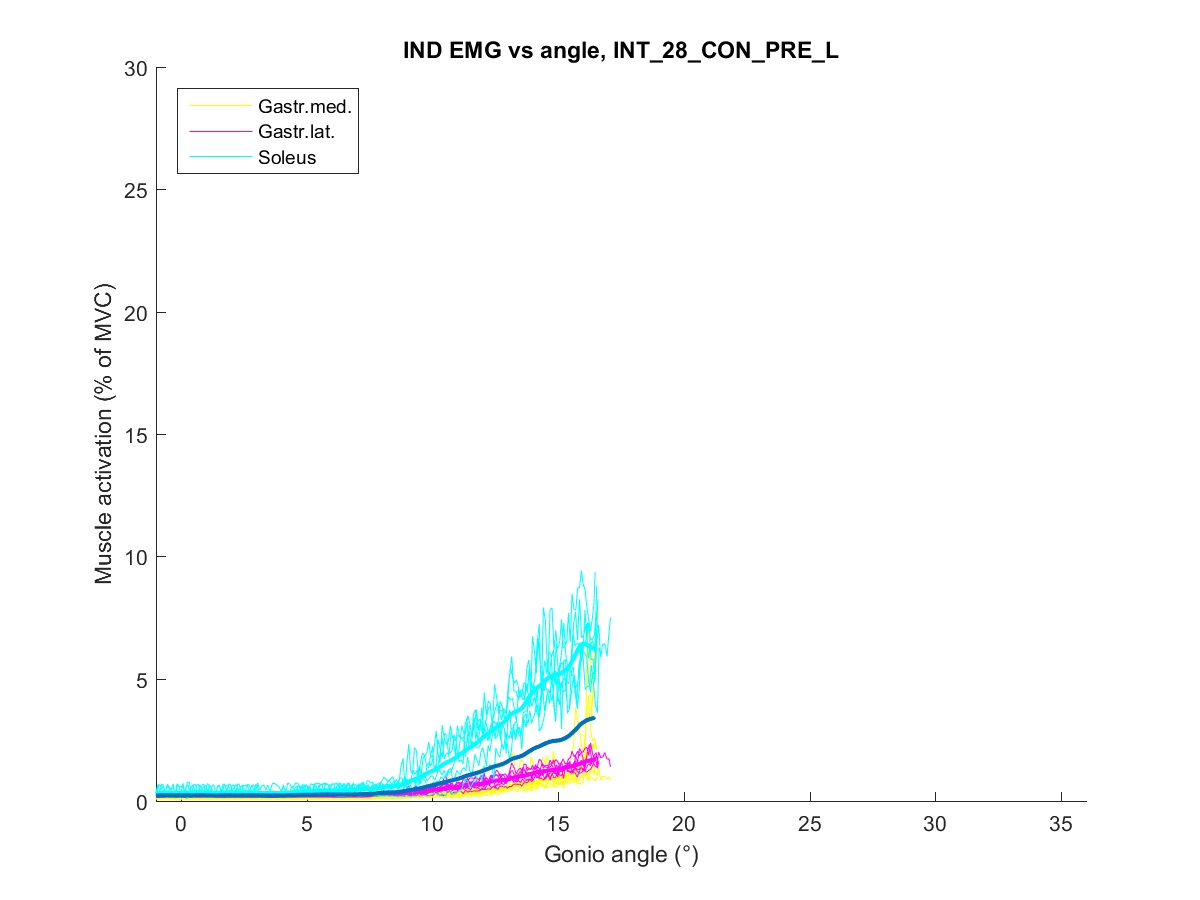 IND EMG vs angle, INT_28_CON_PRE_L
30
25
20
15
10
5
0
Muscle activation (% of MVC)
Gastr.med.
Gastr.lat.
Soleus
0 5 10 15 20 25 30 35
Gonio angle (°)